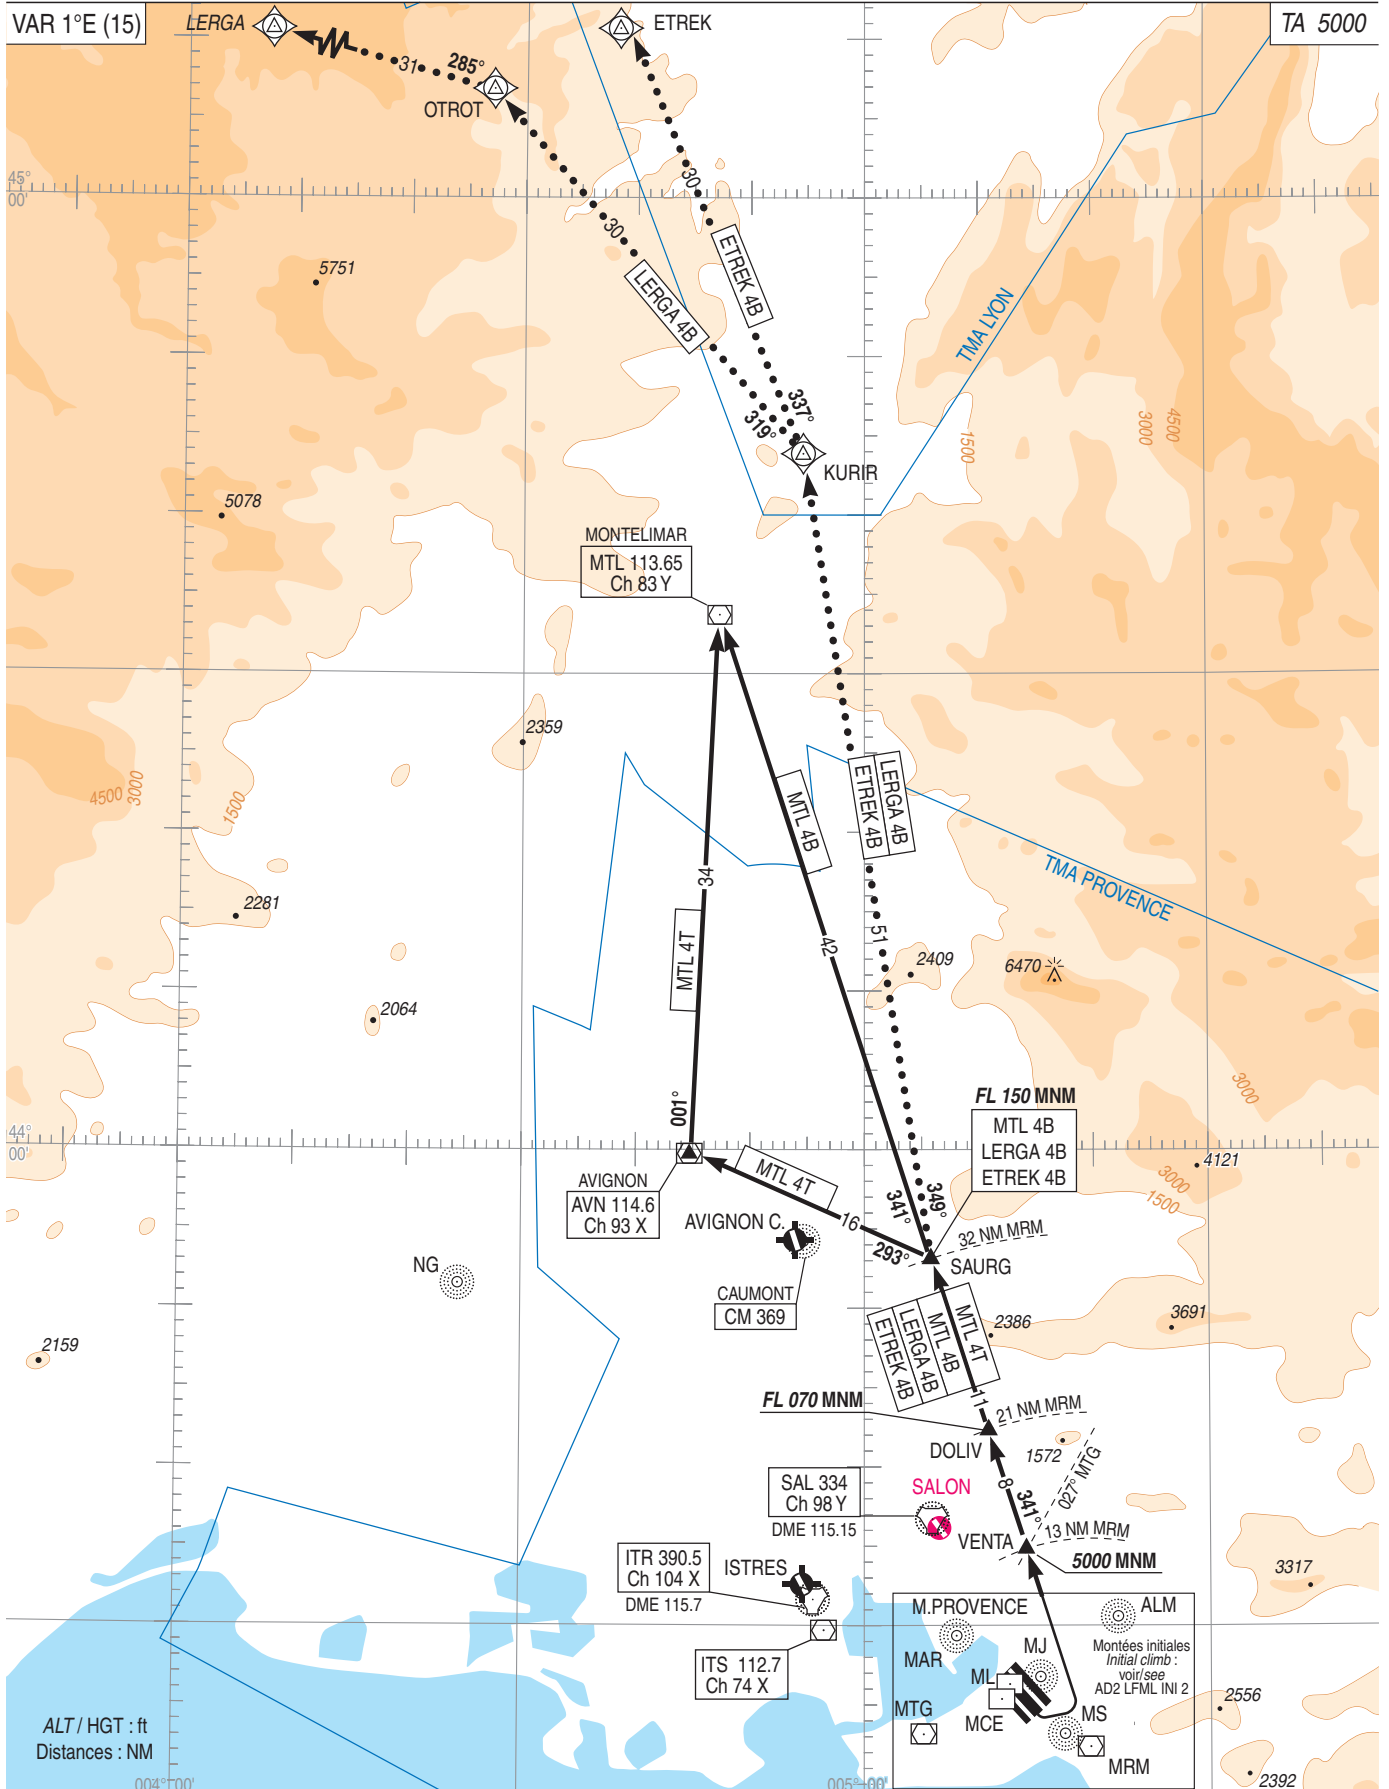 VAR 1°E (15)
LERGA
ETREK
TA 5000
31
285°
OTROT
30
30
45°
00'
ETREK 4B
LERGA 4B
5751
TMA LYON
337°
319°
1500
3000
4500
KURIR
5078
MONTELIMAR
MTL 113.65
Ch 83 Y
2359
4500
3000
1500
MTL 4B
LERGA 4B
ETREK 4B
TMA PROVENCE
34
2281
42
51
MTL 4T
2409
6470
2064
3000
FL 150 MNM
MTL 4B
LERGA 4B
ETREK 4B
001°
44°
00'
AVIGNON
AVN 114.6
Ch 93 X
MTL 4T
4121
3000
1500
341°
349°
AVIGNON C.
16
293°
32 NM MRM
SAURG
NG
CAUMONT
CM 369
MTL 4T
MTL 4B
LERGA 4B
ETREK 4B
2386
3691
2159
11
FL 070 MNM
21 NM MRM
DOLIV
1572
027° MTG
8
341°
SAL 334
Ch 98 Y
DME 115.15
SALON
VENTA
13 NM MRM
5000 MNM
ITR 390.5
Ch 104 X
DME 115.7
ISTRES
3317
M.PROVENCE
ALM
MAR
MJ
Montées initiales
Initial climb :
voir/see
AD2 LFML INI 2
ITS 112.7
Ch 74 X
ML
MCE
MTG
MS
MRM
2556
ALT / HGT : ft
Distances : NM
004° 00'
005° 00'
2392